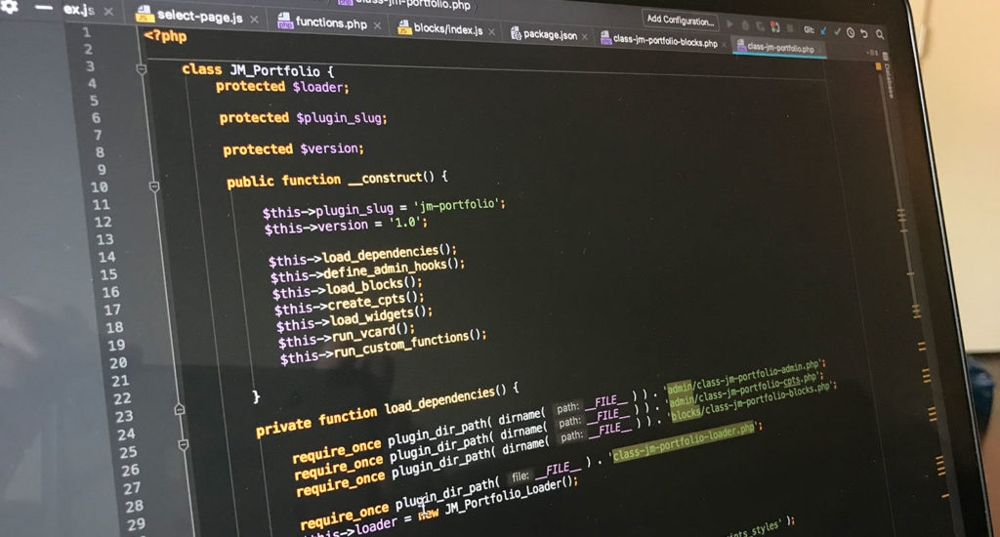 class-jm-portfolio.php
ex.js select-page.js functions.php blocks/index.js package.json class-jm-portfolio-blocks.php class-jm-portfolio.php
Add Configuration... Git:
Database
1 <?php
2
3 class JM_Portfolio {
4 protected $loader;
5
6 protected $plugin_slug;
7
8 protected $version;
9
10 public function __construct() {
11
12 $this->plugin_slug = 'jm-portfolio';
13 $this->version = '1.0';
14
15 $this->load_dependencies();
16 $this->define_admin_hooks();
17 $this->load_blocks();
18 $this->create_cpts();
19 $this->load_widgets();
20 $this->run_vcard();
21 $this->run_custom_functions();
22
23 }
24 private function load_dependencies() {
25
26 require_once plugin_dir_path( dirname( path: __FILE__ ) ) . 'admin/class-jm-portfolio-admin.php';
27 require_once plugin_dir_path( dirname( path: __FILE__ ) ) . 'admin/class-jm-portfolio-cpts.php';
28 require_once plugin_dir_path( dirname( path: __FILE__ ) ) . 'blocks/class-jm-portfolio-blocks.php';
29
require_once plugin_dir_path( file: __FILE__ ) . 'class-jm-portfolio-loader.php';
$this->loader = new JM_Portfolio_Loader();
styles' );